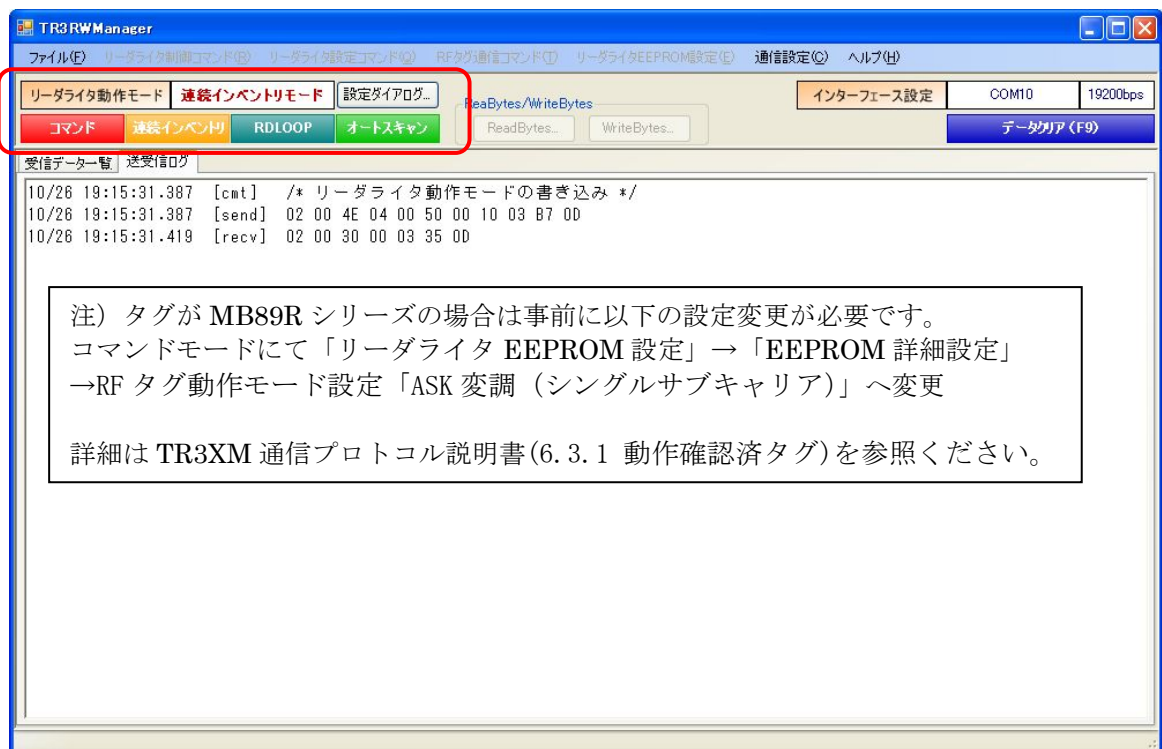 TR3RWManager
ファイル(F) リーダライタ制御コマンド(R) リーダライタ設定コマンド(Q) RFタグ通信コマンド(T) リーダライタEEPROM設定(E) 通信設定(C) ヘルプ(H)
リーダライタ動作モード 連続インベントリモード 設定ダイアログ... ReaBytes/WriteBytes インターフェース設定 COM10 19200bps
コマンド 連続インベントリ RDLOOP オートスキャン ReadBytes... WriteBytes... データクリア(F9)
受信データ一覧 送受信ログ
10/26 19:15:31.387 [cmt] /* リーダライタ動作モードの書き込み */
10/26 19:15:31.387 [send] 02 00 4E 04 00 50 00 10 03 B7 0D
10/26 19:15:31.419 [recv] 02 00 30 00 03 35 0D
注）タグが MB89R シリーズの場合は事前に以下の設定変更が必要です。
コマンドモードにて「リーダライタ EEPROM 設定」→「EEPROM 詳細設定」
→RF タグ動作モード設定「ASK 変調（シングルサブキャリア）」へ変更
詳細は TR3XM 通信プロトコル説明書(6.3.1 動作確認済タグ)を参照ください。